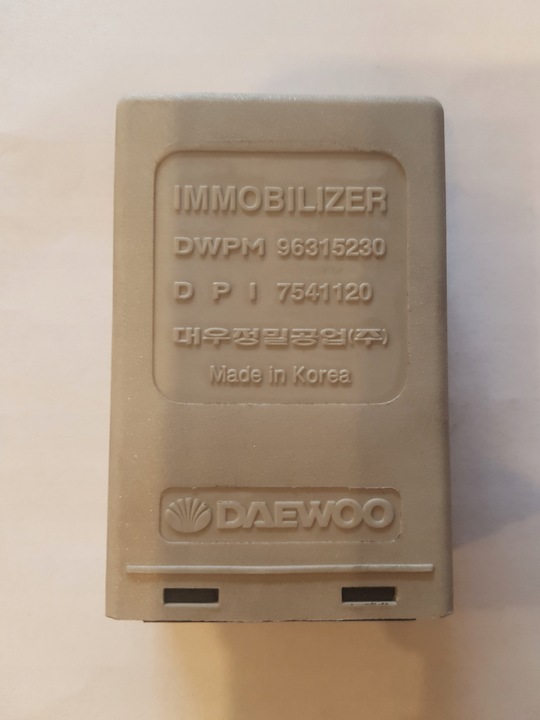 IMMOBILIZER
DWPM 96315230
D P I 7541120
대우정밀공업(주)
Made in Korea
DAEWOO